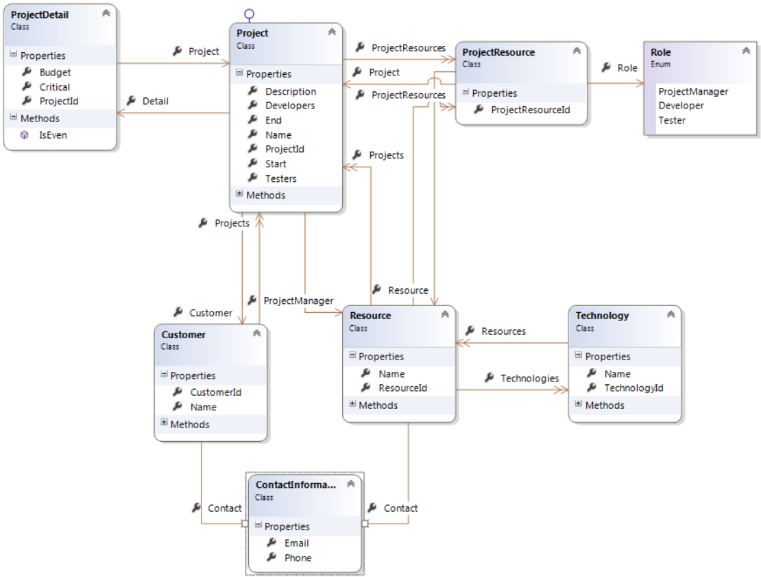 ProjectDetail
Class
Properties
Budget
Critical
ProjectId
Methods
IsEven
Project
Detail
Project
Class
Properties
Description
Developers
End
Name
ProjectId
Start
Testers
Methods
ProjectResources
Project
ProjectResources
ProjectResource
Class
Properties
ProjectResourceId
Role
Role
Enum
ProjectManager
Developer
Tester
Projects
Projects
Customer
ProjectManager
Resource
Customer
Class
Properties
CustomerId
Name
Methods
Resource
Class
Properties
Name
ResourceId
Methods
Resources
Technologies
Technology
Class
Properties
Name
TechnologyId
Methods
Contact
ContactInforma...
Class
Properties
Email
Phone
Contact